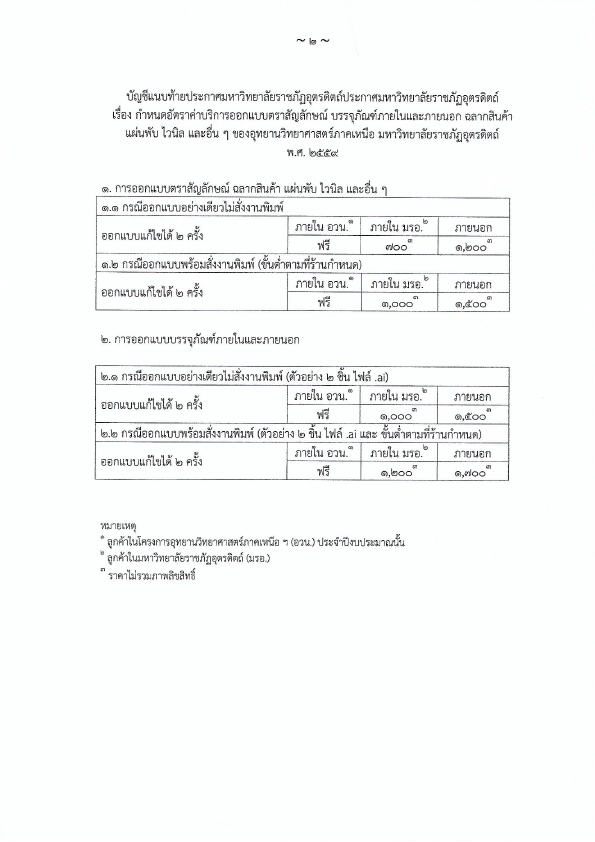 ~ ๒ ~
บัญชีแนบท้ายประกาศมหาวิทยาลัยราชภัฏอุตรดิตถ์ประกาศมหาวิทยาลัยราชภัฏอุตรดิตถ์
เรื่อง กำหนดอัตราค่าบริการออกแบบตราสัญลักษณ์ บรรจุภัณฑ์ภายในและภายนอก ฉลากสินค้า
แผ่นพับ ไวนิล และอื่น ๆ ของอุทยานวิทยาศาสตร์ภาคเหนือ มหาวิทยาลัยราชภัฏอุตรดิตถ์
พ.ศ. ๒๕๕๙
๑. การออกแบบตราสัญลักษณ์ ฉลากสินค้า แผ่นพับ ไวนิล และอื่น ๆ
๑.๑ กรณีออกแบบอย่างเดียวไม่สั่งงานพิมพ์
ออกแบบแก้ไขได้ ๒ ครั้ง ภายใน อวน.๑ ภายใน มรอ.๒ ภายนอก
ฟรี ๗๐๐๓ ๑,๒๐๐๓
๑.๒ กรณีออกแบบพร้อมสั่งงานพิมพ์ (ขั้นต่ำตามที่ร้านกำหนด)
ออกแบบแก้ไขได้ ๒ ครั้ง ภายใน อวน.๑ ภายใน มรอ.๒ ภายนอก
ฟรี ๑,๐๐๐๓ ๑,๕๐๐๓
๒. การออกแบบบรรจุภัณฑ์ภายในและภายนอก
๒.๑ กรณีออกแบบอย่างเดียวไม่สั่งงานพิมพ์ (ตัวอย่าง ๒ ชิ้น ไฟล์ .ai)
ออกแบบแก้ไขได้ ๒ ครั้ง ภายใน อวน.๑ ภายใน มรอ.๒ ภายนอก
ฟรี ๑,๐๐๐๓ ๑,๕๐๐๓
๒.๒ กรณีออกแบบพร้อมสั่งงานพิมพ์ (ตัวอย่าง ๒ ชิ้น ไฟล์ .ai และ ขั้นต่ำตามที่ร้านกำหนด)
ออกแบบแก้ไขได้ ๒ ครั้ง ภายใน อวน.๑ ภายใน มรอ.๒ ภายนอก
ฟรี ๑,๒๐๐๓ ๑,๗๐๐๓
หมายเหตุ
๑ ลูกค้าในโครงการอุทยานวิทยาศาสตร์ภาคเหนือ ฯ (อวน.) ประจำปีงบประมาณนั้น
๒ ลูกค้าในมหาวิทยาลัยราชภัฏอุตรดิตถ์ (มรอ.)
๓ ราคาไม่รวมภาพลิขสิทธิ์